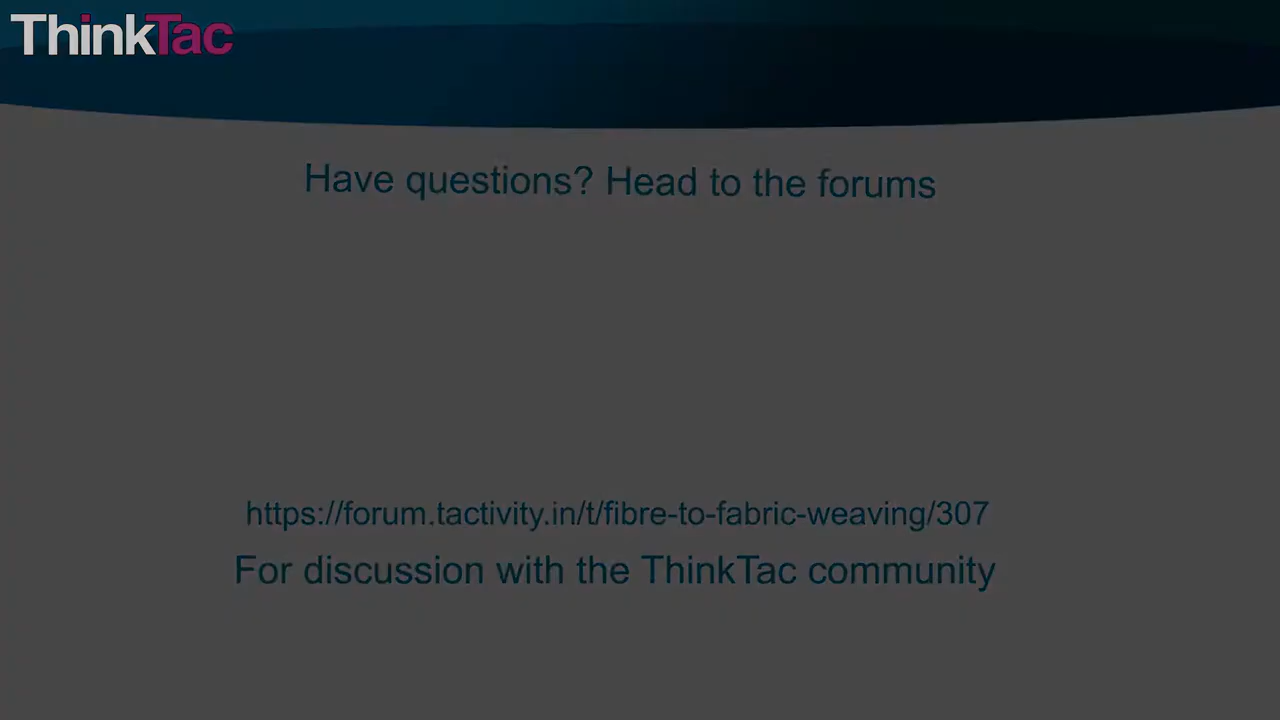 ThinkTac
Have questions? Head to the forums
https://forum.tactivity.in/t/fibre-to-fabric-weaving/307
For discussion with the ThinkTac community